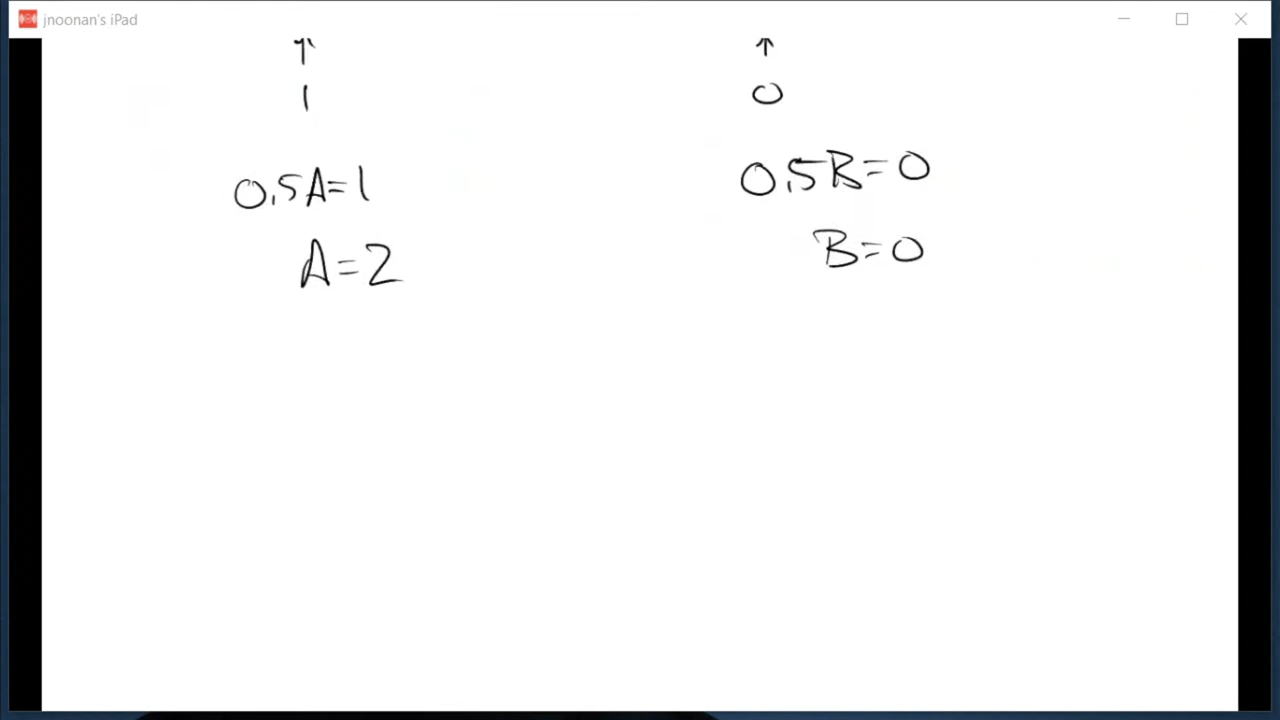 jnoonan's iPad
↑ ↑
1 0
0.5A=1 0.5B=0
A=2 B=0